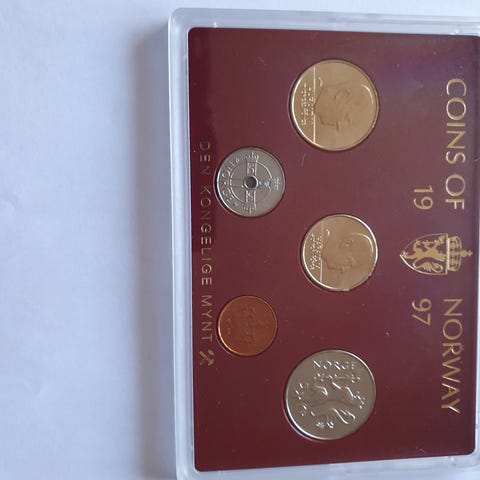 COINS OF NORWAY
19 97
NORGE
DEN KONGELIGE MYNT